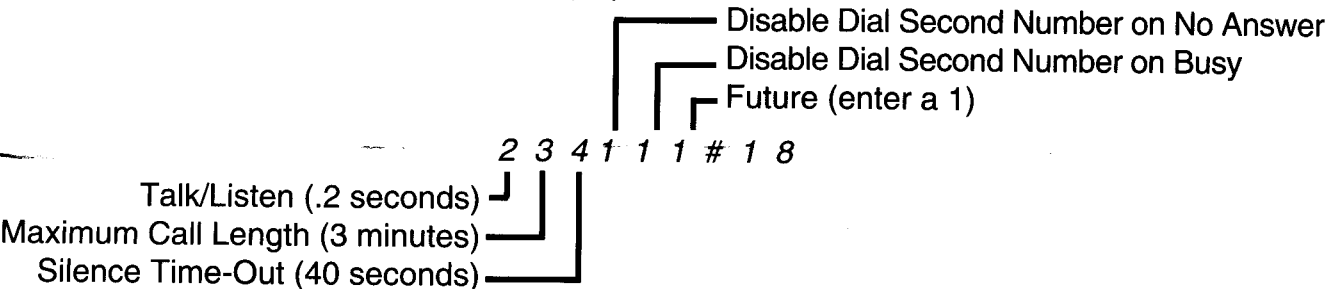 Disable Dial Second Number on No Answer
Disable Dial Second Number on Busy
Future (enter a 1)
2 3 4 1 1 1 # 1 8
Talk/Listen (.2 seconds)
Maximum Call Length (3 minutes)
Silence Time-Out (40 seconds)